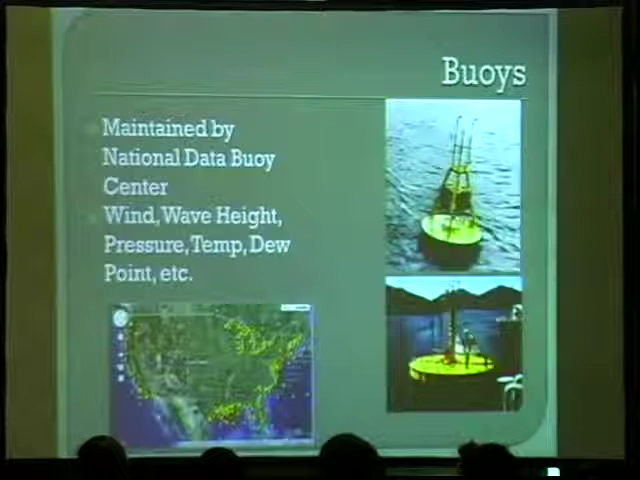 Buoys
Maintained by
National Data Buoy
Center
Wind, Wave Height,
Pressure, Temp, Dew
Point, etc.